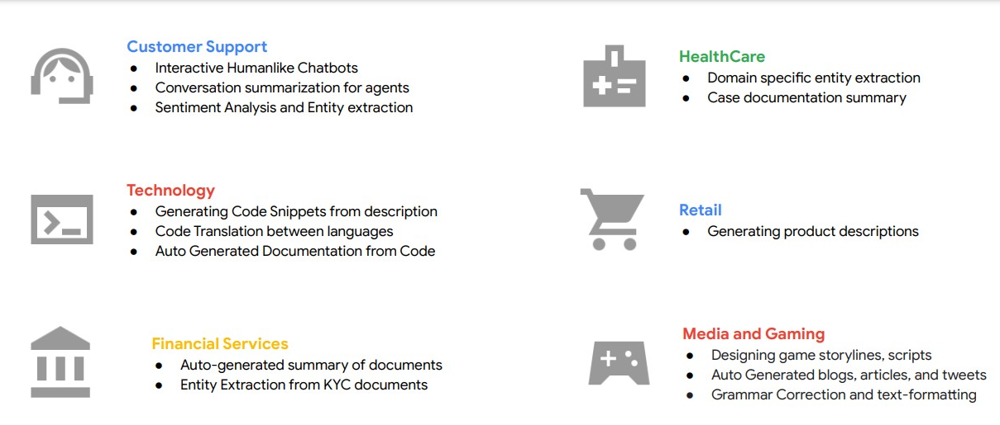 Customer Support
● Interactive Humanlike Chatbots
● Conversation summarization for agents
● Sentiment Analysis and Entity extraction
HealthCare
● Domain specific entity extraction
● Case documentation summary
Technology
● Generating Code Snippets from description
● Code Translation between languages
● Auto Generated Documentation from Code
Retail
● Generating product descriptions
Financial Services
● Auto-generated summary of documents
● Entity Extraction from KYC documents
Media and Gaming
● Designing game storylines, scripts
● Auto Generated blogs, articles, and tweets
● Grammar Correction and text-formatting